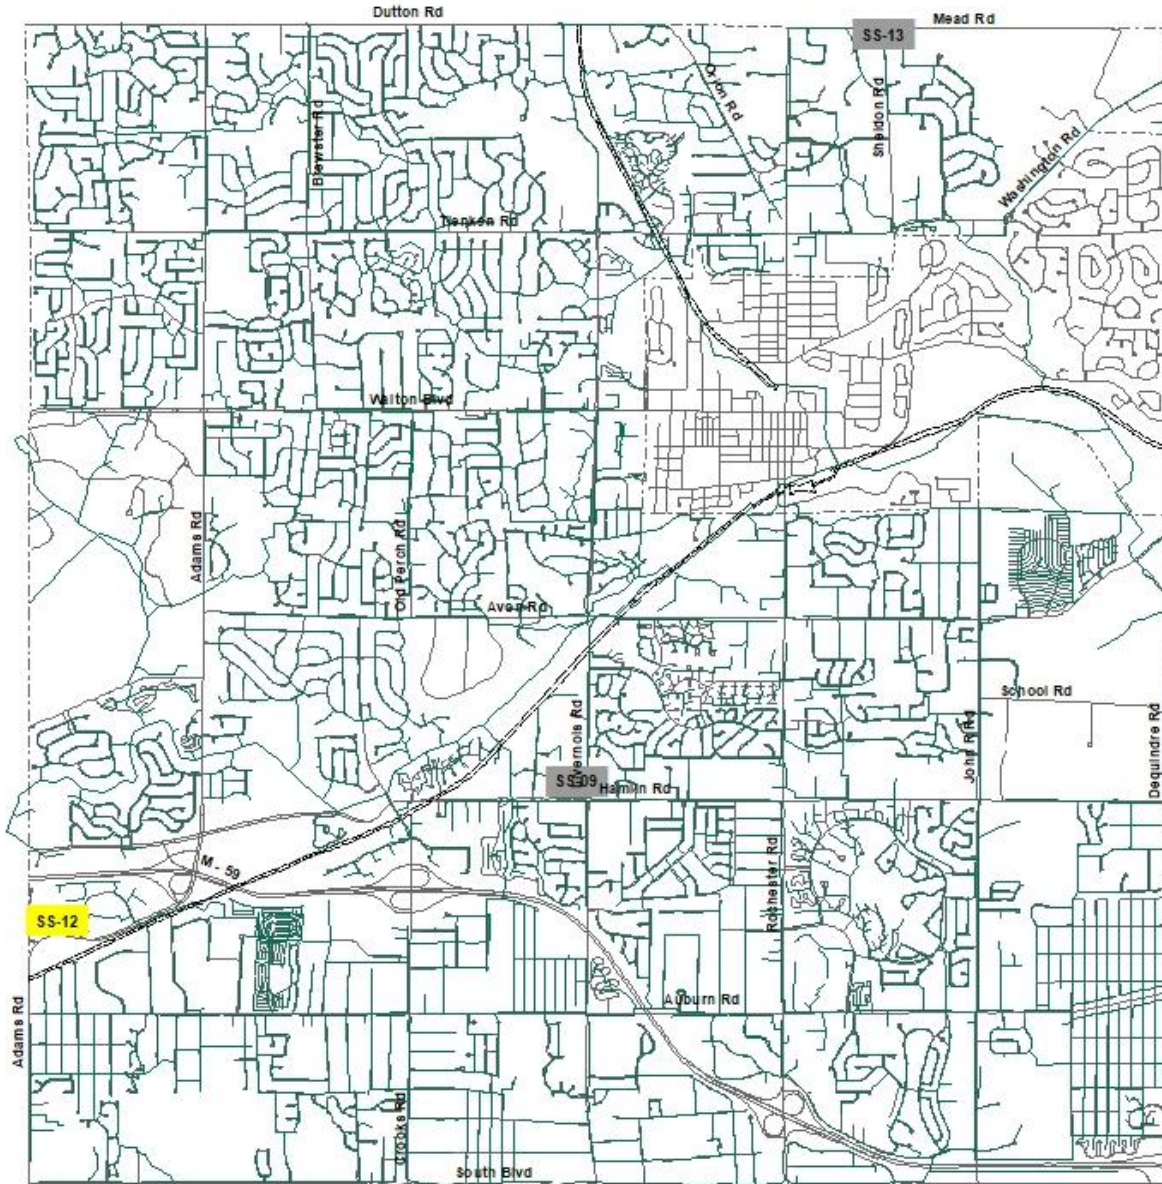 Dutton Rd
Mead Rd
SS-13
Orion Rd
Sheldon Rd
Brewster Rd
Washington Rd
Tienken Rd
Walton Blvd
Adams Rd
Old Perch Rd
Avon Rd
School Rd
Livernois Rd
John R Rd
Dequindre Rd
SS-09
Hamlin Rd
M - 59
Rochester Rd
SS-12
Auburn Rd
Adams Rd
Crooks Rd
South Blvd